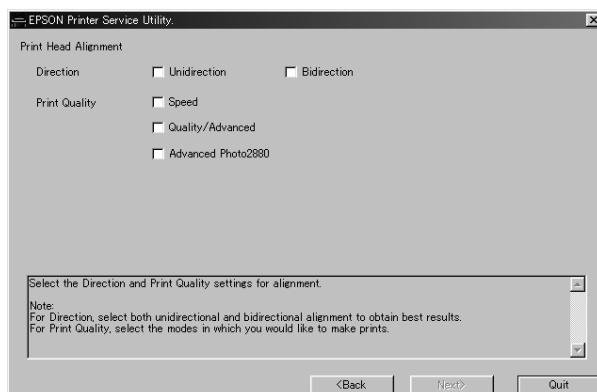 EPSON Printer Service Utility.
Print Head Alignment
Direction Unidirection Bidirection
Print Quality Speed
Quality/Advanced
Advanced Photo2880
Select the Direction and Print Quality settings for alignment.
Note:
For Direction, select both unidirectional and bidirectional alignment to obtain best results.
For Print Quality, select the modes in which you would like to make prints.
<Back Next> Quit